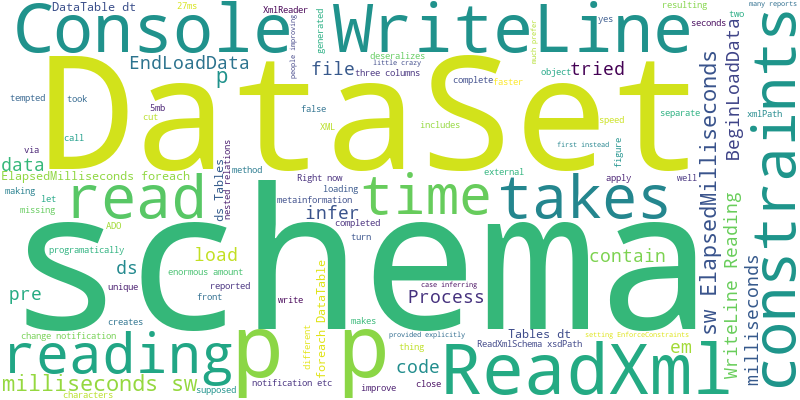 DataTable dt
27ms
XmlReader
generated
people improving
little crazy
resulting
two
many reports
Console WriteLine
EndLoadData
p
file
deseralizes
three columns
tried
yes
seconds
much prefer
tempted
took
5mb
complete
object
faster
separate
xmlPath
DataSet
cut
false
XML
speed
includes
call
via
data
ElapsedMilliseconds foreach
method
Right now
external
first instead
figure
apply
well
BeginLoadData
sw ElapsedMilliseconds
constraints
making
let
missing
read
ds Tables
nested relations
metainformation
loading
time
takes
infer
completed
ADO
turn
schema
programatically
load
contain
enormous amount
ds
pre
unique
reported
front
write
case inferring
Process
foreach DataTable
different
WriteLine Reading
milliseconds
change notification
creates
makes
provided explicitly
Tables dt
setting EnforceConstraints
reading
p p
thing
code
ReadXmlSchema xsdPath
em
ReadXml
milliseconds sw
supposed
notification etc
improve
close
characters